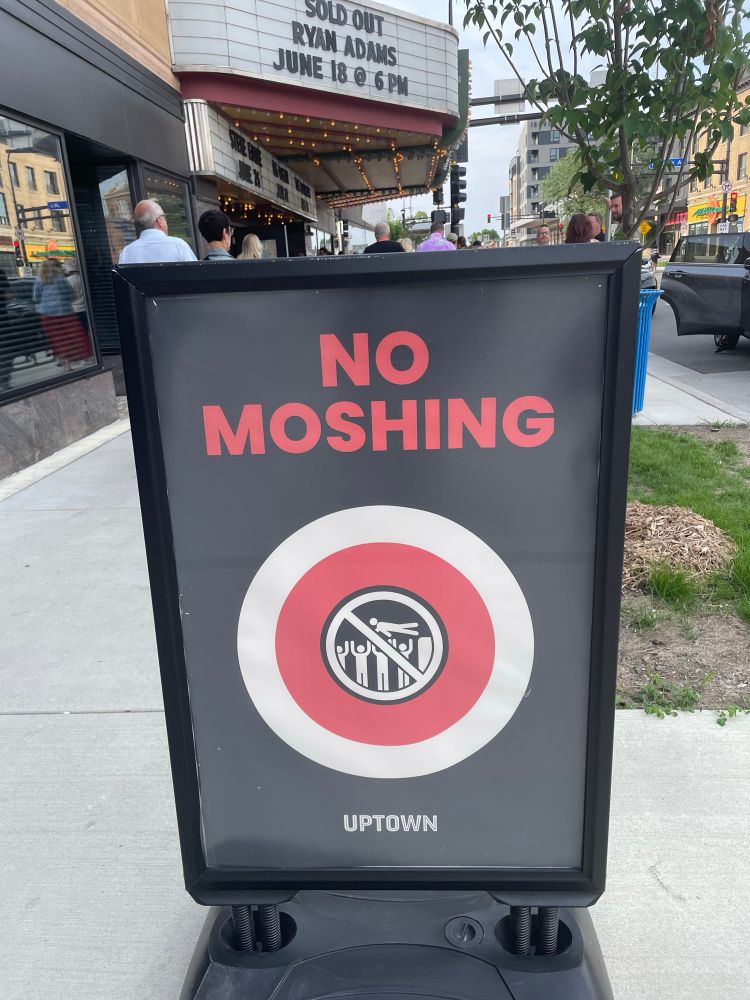 SOLD OUT
RYAN ADAMS
JUNE 18 @ 6 PM
NO
MOSHING
UPTOWN